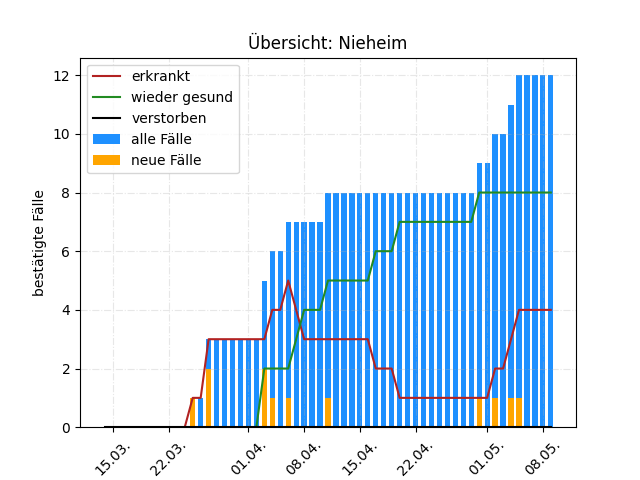 Übersicht: Nieheim
erkrankt
wieder gesund
verstorben
alle Fälle
neue Fälle
bestätigte Fälle
12
10
8
6
4
2
0
15.03.
22.03.
01.04.
08.04.
15.04.
22.04.
01.05.
08.05.